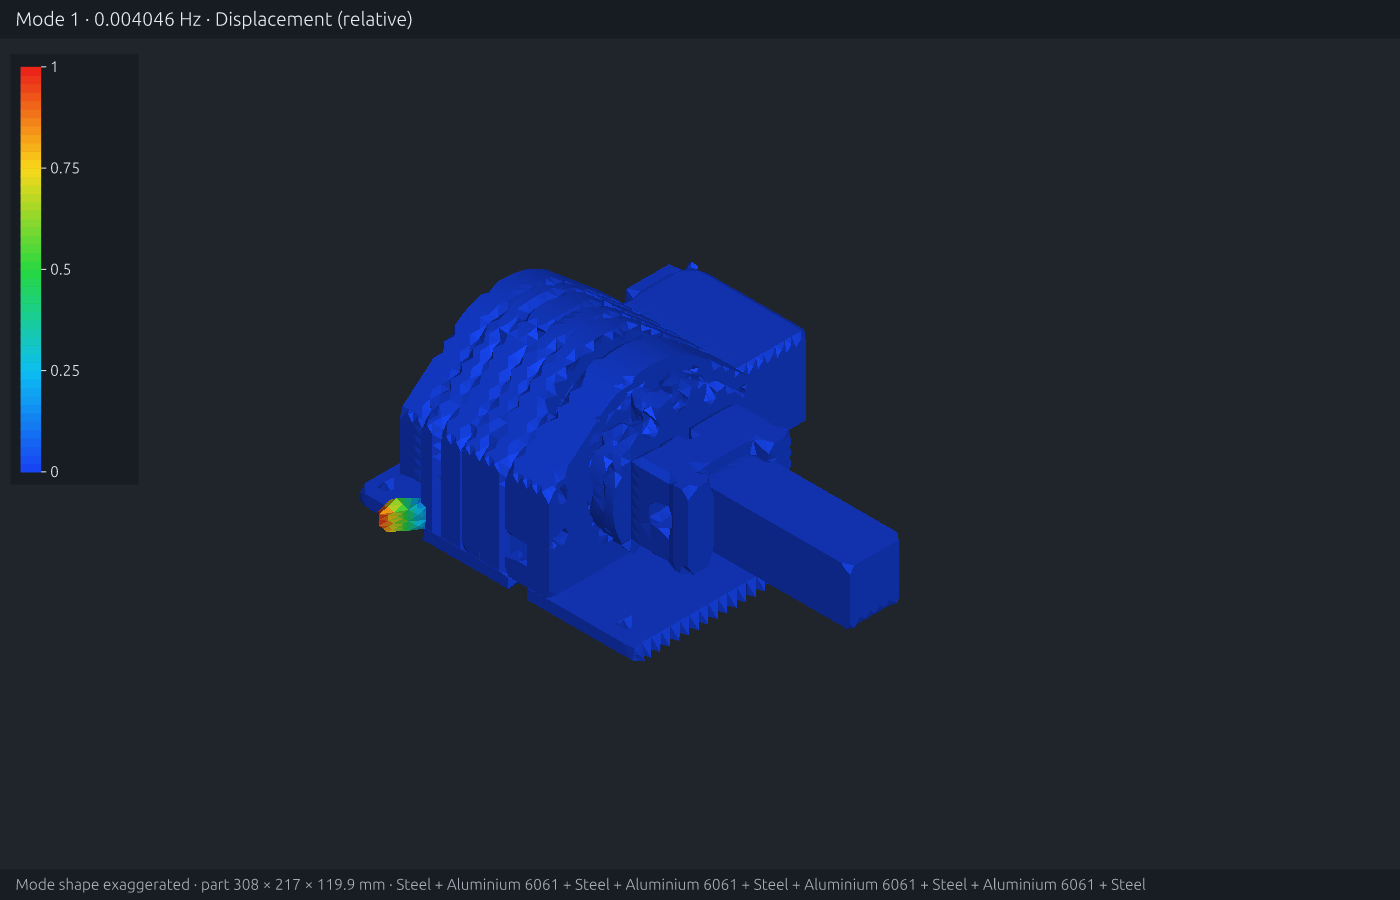 Mode 1 · 0.004046 Hz · Displacement (relative)
1
0.75
0.5
0.25
0
Mode shape exaggerated · part 308 × 217 × 119.9 mm · Steel + Aluminium 6061 + Steel + Aluminium 6061 + Steel + Aluminium 6061 + Steel + Aluminium 6061 + Steel